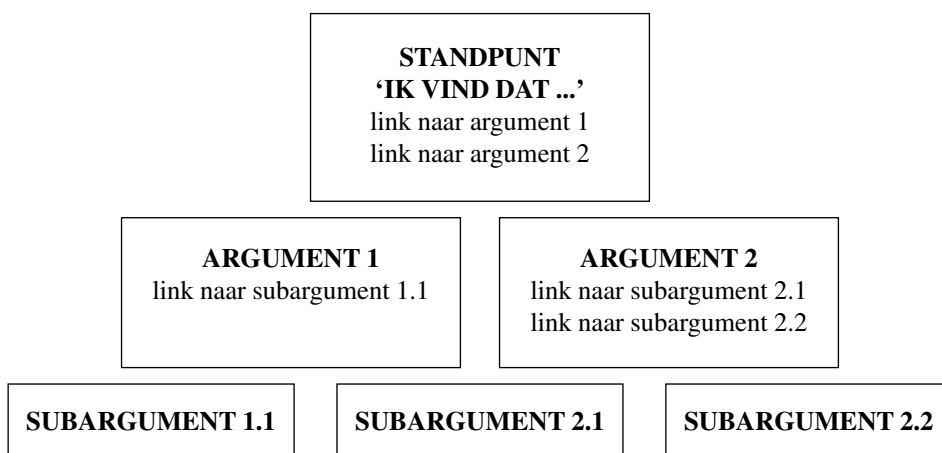 STANDPUNT
‘IK VIND DAT ...’
link naar argument 1
link naar argument 2
ARGUMENT 1
link naar subargument 1.1
ARGUMENT 2
link naar subargument 2.1
link naar subargument 2.2
SUBARGUMENT 1.1
SUBARGUMENT 2.1
SUBARGUMENT 2.2